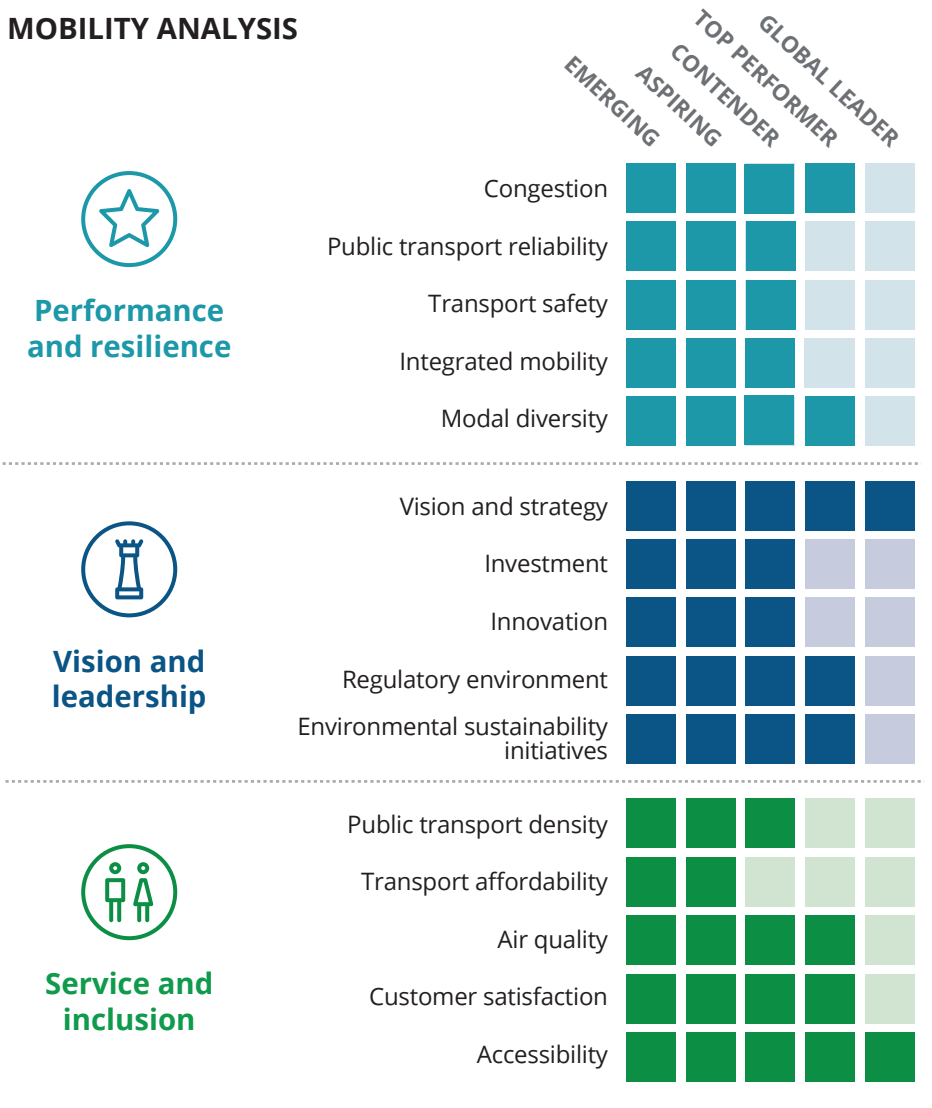 MOBILITY ANALYSIS
EMERGING
ASPIRING
CONTENDER
TOP PERFORMER
GLOBAL LEADER
Performance
and resilience
Congestion
Public transport reliability
Transport safety
Integrated mobility
Modal diversity
Vision and
leadership
Vision and strategy
Investment
Innovation
Regulatory environment
Environmental sustainability
initiatives
Service and
inclusion
Public transport density
Transport affordability
Air quality
Customer satisfaction
Accessibility